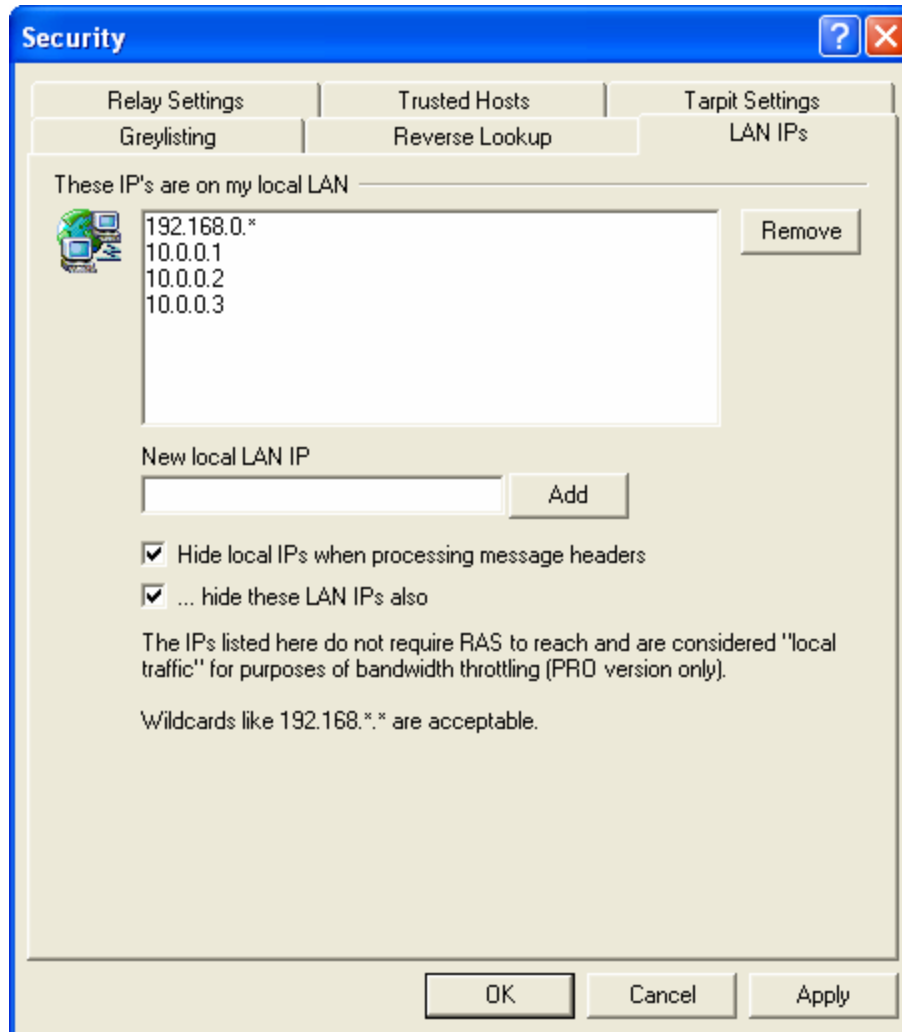 Security
Relay Settings
Trusted Hosts
Tarpit Settings
Greylisting
Reverse Lookup
LAN IPs
These IP's are on my local LAN
192.168.0.*
10.0.0.1
10.0.0.2
10.0.0.3
Remove
New local LAN IP
Add
Hide local IPs when processing message headers
... hide these LAN IPs also
The IPs listed here do not require RAS to reach and are considered "local
traffic" for purposes of bandwidth throttling (PRO version only).
Wildcards like 192.168.*.* are acceptable.
OK
Cancel
Apply